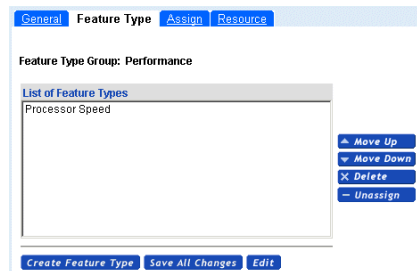 General Feature Type Assign Resource
Feature Type Group: Performance
List of Feature Types
Processor Speed
Move Up
Move Down
Delete
Unassign
Create Feature Type Save All Changes Edit